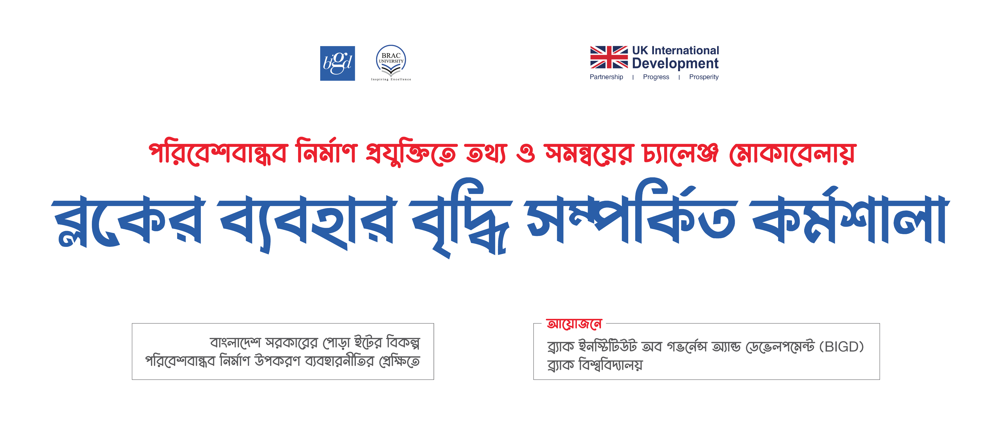 bigd
BRAC
UNIVERSITY
Inspiring Excellence
UK International
Development
Partnership | Progress | Prosperity
পরিবেশবান্ধব নির্মাণ প্রযুক্তিতে তথ্য ও সমন্বয়ের চ্যালেঞ্জ মোকাবেলায়
ব্লকের ব্যবহার বৃদ্ধি সম্পর্কিত কর্মশালা
বাংলাদেশ সরকারের পোড়া ইটের বিকল্প
পরিবেশবান্ধব নির্মাণ উপকরণ ব্যবহারনীতির প্রেক্ষিতে
আয়োজনে
ব্র্যাক ইনস্টিটিউট অব গভর্নেন্স অ্যান্ড ডেভেলপমেন্ট (BIGD)
ব্র্যাক বিশ্ববিদ্যালয়